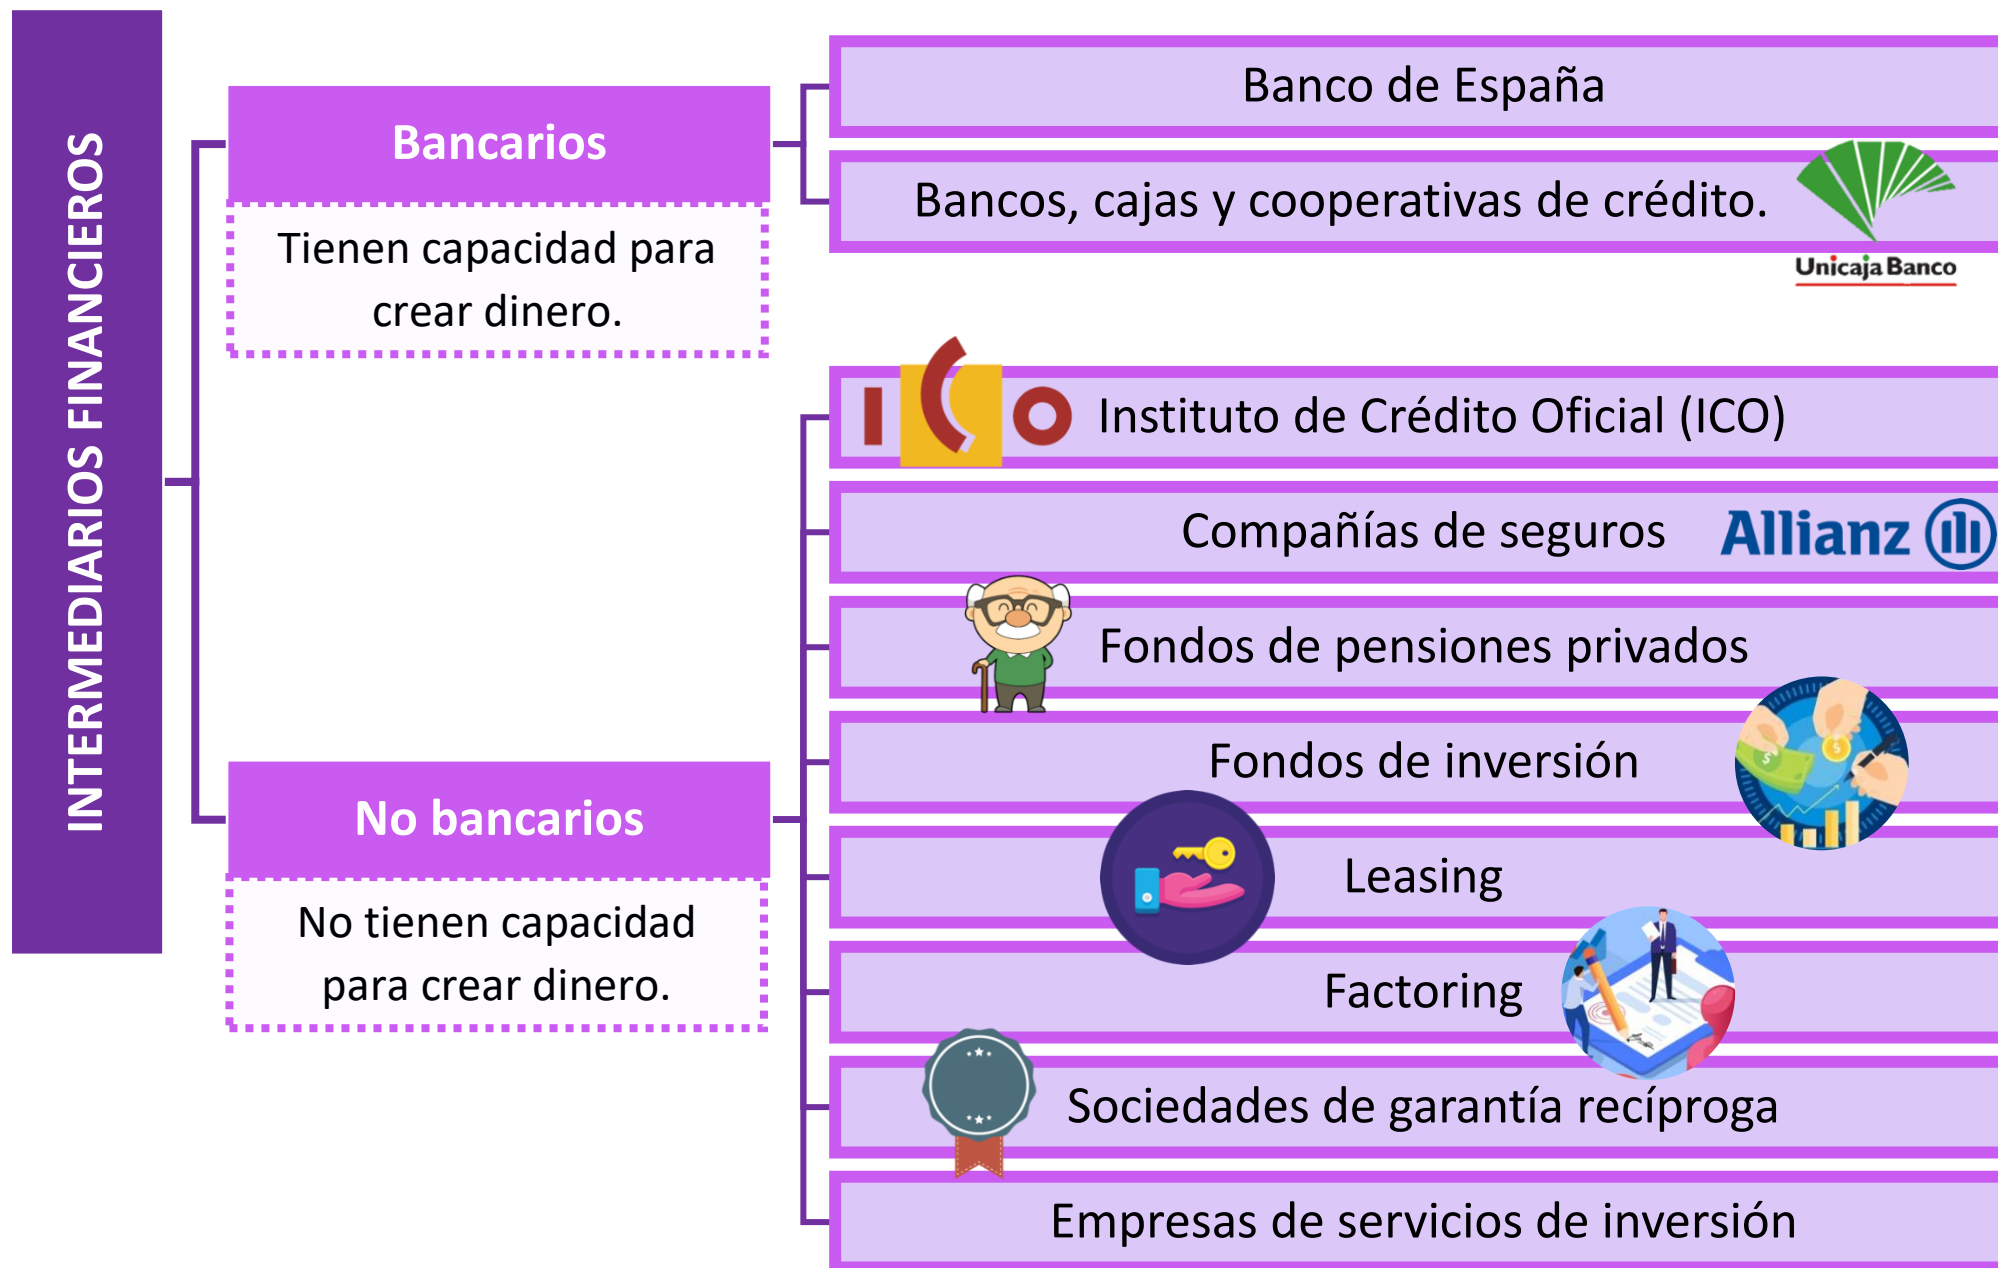 INTERMEDIARIOS FINANCIEROS
Bancarios
Tienen capacidad para
crear dinero.
Banco de España
Bancos, cajas y cooperativas de crédito.
Unicaja Banco
No bancarios
No tienen capacidad
para crear dinero.
ICO
Instituto de Crédito Oficial (ICO)
Compañías de seguros
Allianz
Fondos de pensiones privados
Fondos de inversión
Leasing
Factoring
Sociedades de garantía recíproga
Empresas de servicios de inversión